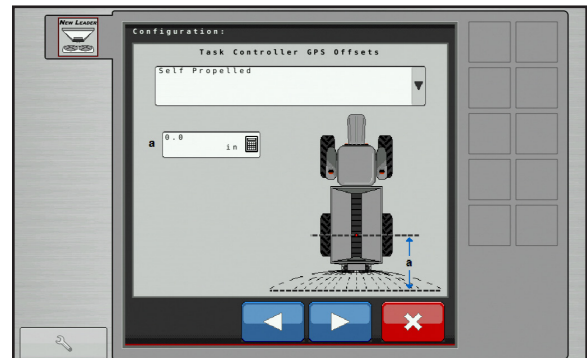 NEW LEADER
Configuration:
Task Controller GPS Offsets
Self Propelled
a
0.0
in
a